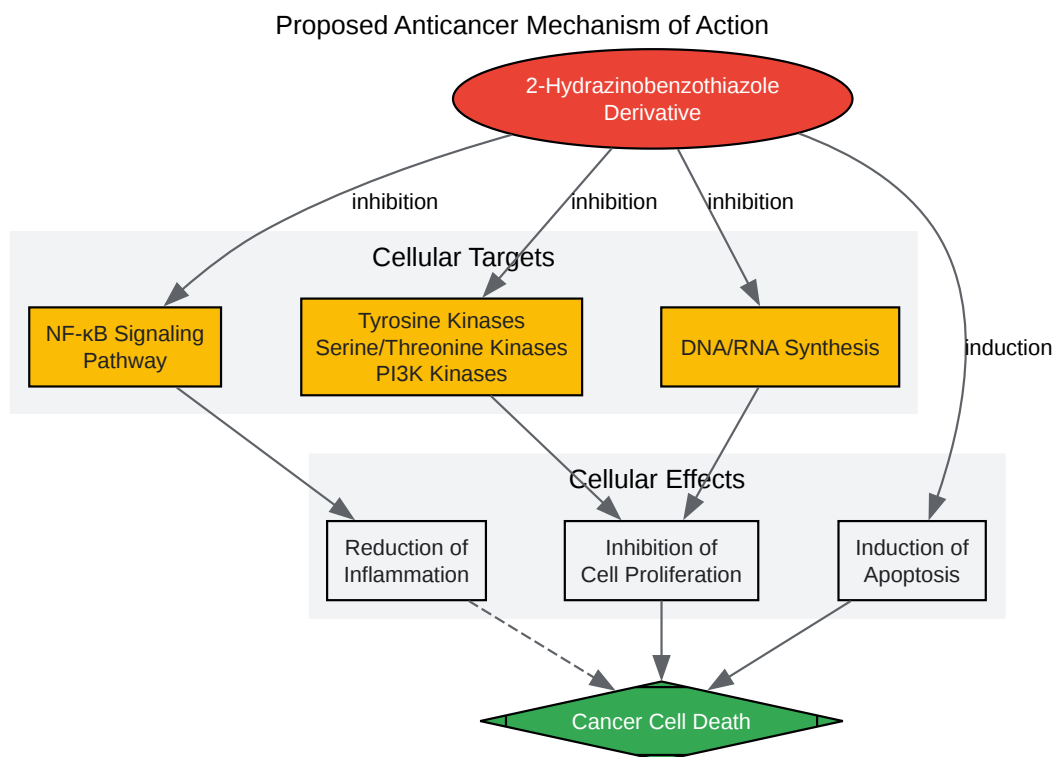 Proposed Anticancer Mechanism of Action
2-Hydrazinobenzothiazole
Derivative
inhibition
inhibition
inhibition
Cellular Targets
NF-κB Signaling
Pathway
Tyrosine Kinases
Serine/Threonine Kinases
PI3K Kinases
DNA/RNA Synthesis
induction
Cellular Effects
Reduction of
Inflammation
Inhibition of
Cell Proliferation
Induction of
Apoptosis
Cancer Cell Death